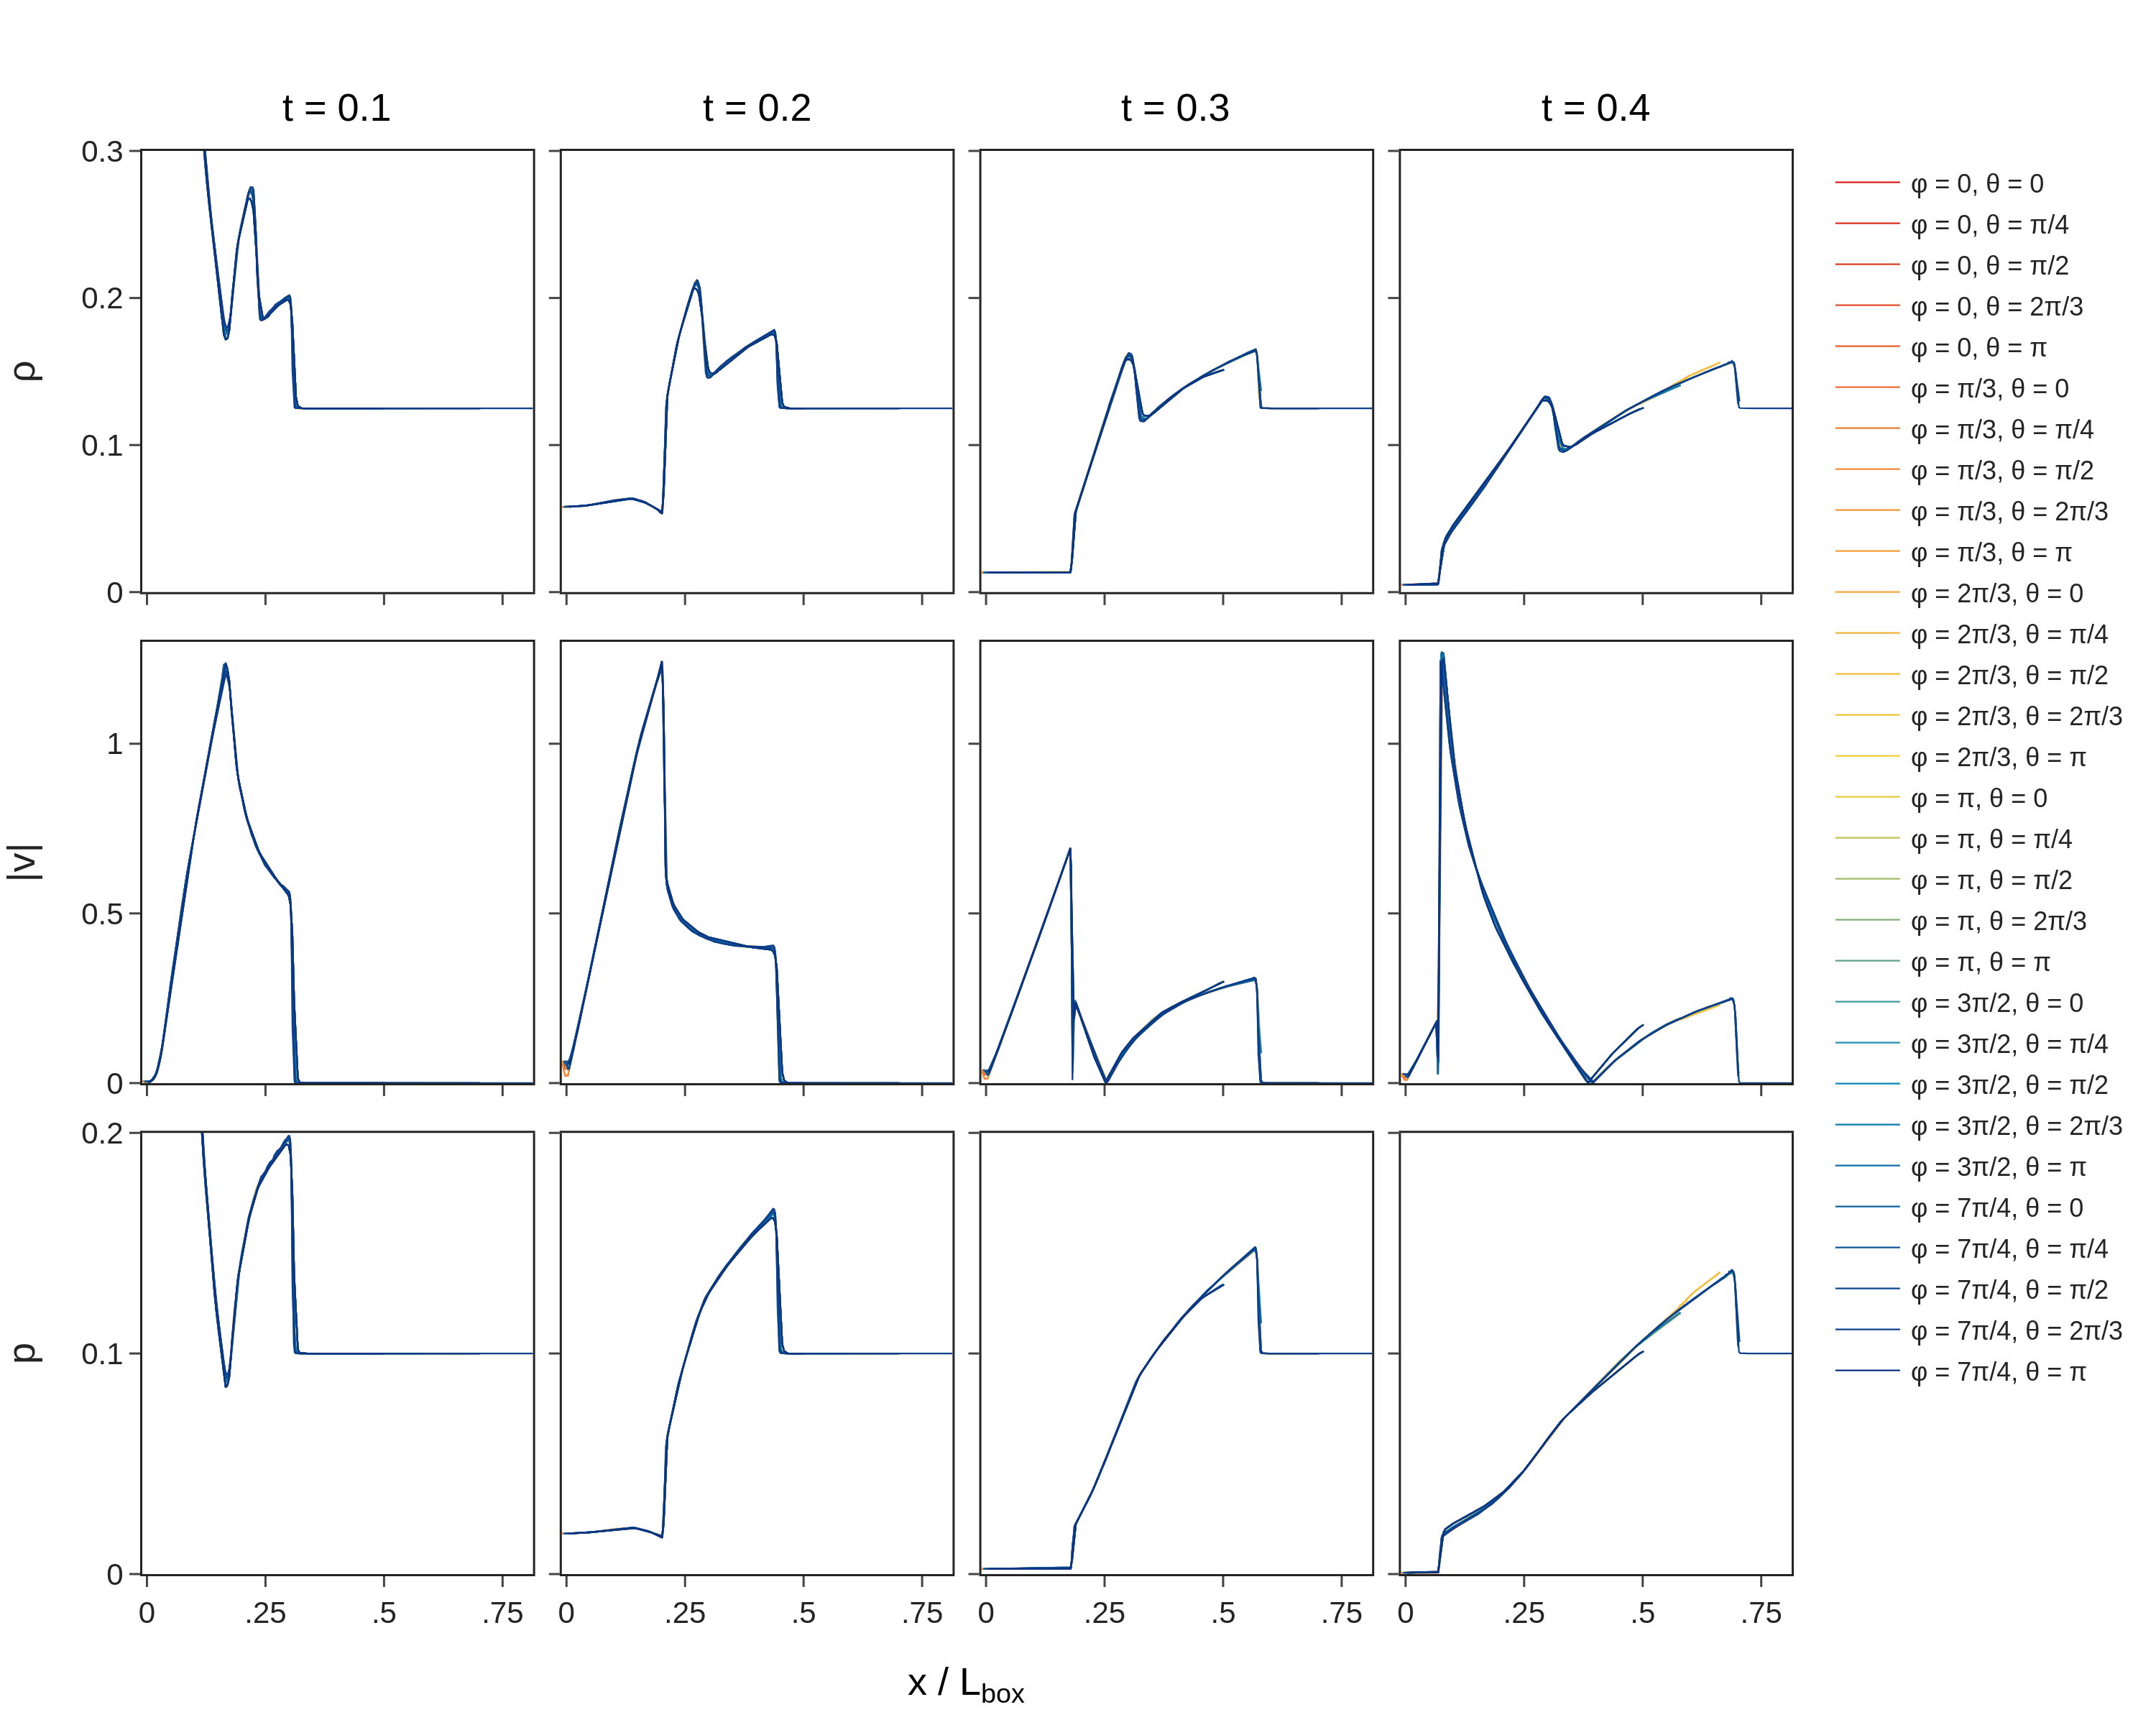 t = 0.1 t = 0.2 t = 0.3 t = 0.4
0.3
0.2
0.1
0
ρ
1
0.5
0
|v|
0.2
0.1
0
p
0 .25 .5 .75 0 .25 .5 .75 0 .25 .5 .75 0 .25 .5 .75
x / Lbox
φ = 0, θ = 0
φ = 0, θ = π/4
φ = 0, θ = π/2
φ = 0, θ = 2π/3
φ = 0, θ = π
φ = π/3, θ = 0
φ = π/3, θ = π/4
φ = π/3, θ = π/2
φ = π/3, θ = 2π/3
φ = π/3, θ = π
φ = 2π/3, θ = 0
φ = 2π/3, θ = π/4
φ = 2π/3, θ = π/2
φ = 2π/3, θ = 2π/3
φ = 2π/3, θ = π
φ = π, θ = 0
φ = π, θ = π/4
φ = π, θ = π/2
φ = π, θ = 2π/3
φ = π, θ = π
φ = 3π/2, θ = 0
φ = 3π/2, θ = π/4
φ = 3π/2, θ = π/2
φ = 3π/2, θ = 2π/3
φ = 3π/2, θ = π
φ = 7π/4, θ = 0
φ = 7π/4, θ = π/4
φ = 7π/4, θ = π/2
φ = 7π/4, θ = 2π/3
φ = 7π/4, θ = π